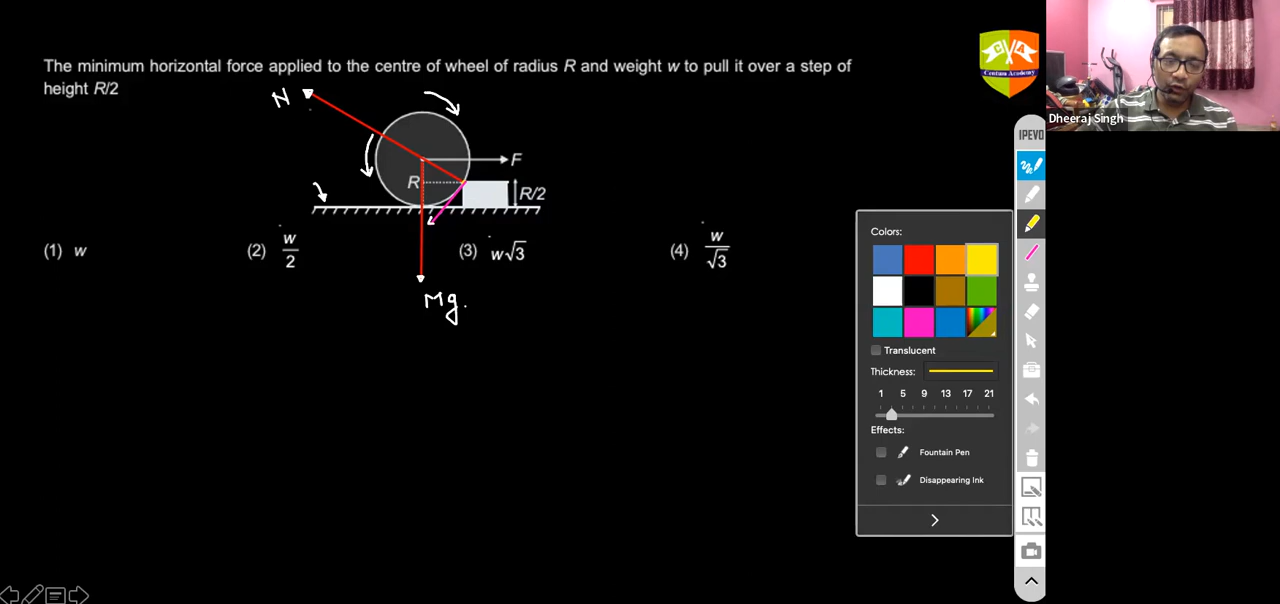 The minimum horizontal force applied to the centre of wheel of radius R and weight w to pull it over a step of
height R/2
N
F
R
R/2
(1) w
(2) w/2
(3) w√3
(4) w/√3
Mg.
C A
Centum Academy
Dheeraj Singh
IPEVO
Colors:
Translucent
Thickness:
1 5 9 13 17 21
Effects:
Fountain Pen
Disappearing Ink